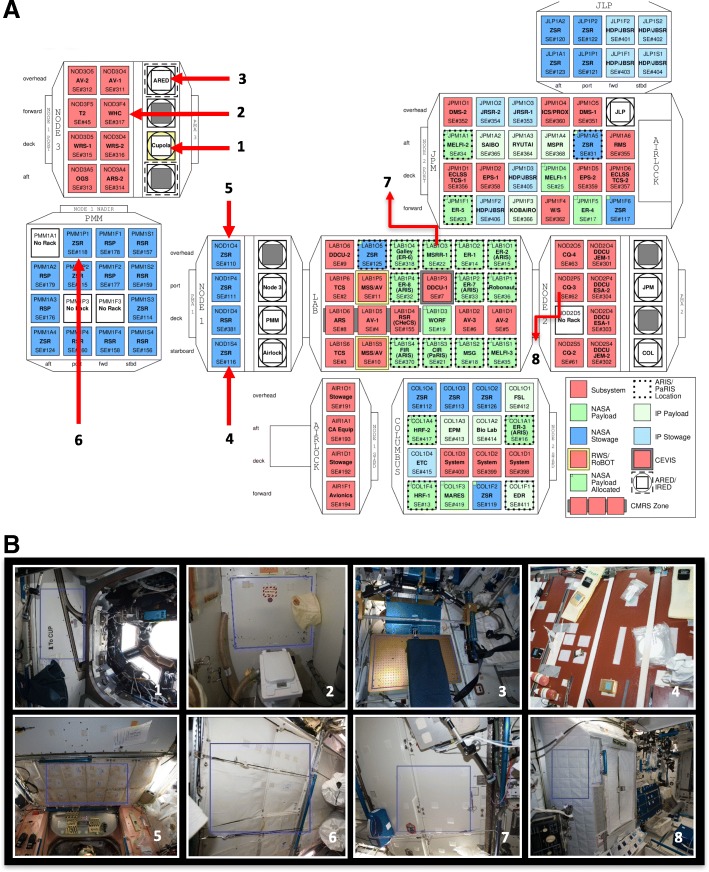 A
JLP
JLP1A2 JLP1P2 JLP1F2 JLP1S2
ZSR ZSR HDP/JBSR HDP/JBSR
SE#120 SE#122 SE#401 SE#402
JLP1A1 JLP1P1 JLP1F1 JLP1S1
ZSR ZSR HDP/JBSR HDP/JBSR
SE#123 SE#121 SE#403 SE#404
aft port fwd stbd
overhead
forward
deck
aft
NODE 3
NOD3O5 NOD3O4
AV-2 AV-1 ARED
SE#312 SE#311
NOD3F5 NOD3F4
T2 WHC
SE#45 SE#317
NOD3D5 NOD3D4
WRS-1 WRS-2 Cupola
SE#315 SE#316
NOD3A5 NOD3A4
OGS ARS-2
SE#313 SE#314
3
2
1
overhead
aft
deck
forward
JPM
JPM1O1 JPM1O2 JPM1O3 JPM1O4 JPM1O5
DMS-2 JRSR-2 JRSR-1 ICS/PROX DMS-1 JLP
SE#352 SE#354 SE#353 SE#360 SE#351
JPM1A1 JPM1A2 JPM1A3 JPM1A4 JPM1A5 JPM1A6
MELFI-2 SAIBO RYUTAI MSPR ZSR RMS
SE#34 SE#365 SE#364 SE#368 SE#31 SE#355
JPM1D1 JPM1D2 JPM1D3 JPM1D4 JPM1D5 JPM1D6
ECLSS TCS-1 EPS-1 HDP/JBSR MELFI-1 EPS-2 ECLSS TCS-2
SE#356 SE#358 SE#405 SE#25 SE#359 SE#357
JPM1F1 JPM1F2 JPM1F3 JPM1F4 JPM1F5 JPM1F6
ER-5 HDP/JBSR KOBAIRO W/S ER-4 ZSR
SE#23 SE#406 SE#366 SE#362 SE#17 SE#117
AIRLOCK
7
5
NODE 1 NADIR
PMM
PMM1A1 PMM1P1 PMM1F1 PMM1S1
No Rack ZSR RSP RSR
SE#118 SE#178 SE#157
PMM1A2
RSP ZSR ZSR RSR
SE#179 SE#177 SE#159
PMM1A3 PMM1F3 PMM1S3
RSP No Rack No Rack ZSR
SE#176 SE#114
PMM1A4 PMM1F4 PMM1S4
ZSR RSR RSR
SE#124 SE#158 SE#156
aft fwd stbd
6
overhead
port
deck
starboard
NODE 1
NOD1O4
ZSR
SE#110
NOD1P4
ZSR Node 3
SE#111
NOD1D4
RSR PMM
SE#381
NOD1S4
ZSR Airlock
SE#116
4
LAB
LAB1O6 LAB1O5 LAB1O4 LAB1O3 LAB1O2 LAB1O1
DDCU-2 ZSR Galley (ER-6) MSRR-1 ER-1 ER-2 (ARIS)
SE#9 SE#125 SE#318 SE#22 SE#14 SE#15
LAB1P6 LAB1P5 LAB1P4 LAB1P3 LAB1P2 LAB1P1
TCS MSS/AV ER-8 (ARIS) DDCU-1 ER-7 (ARIS) Robonaut
SE#2 SE#11 SE#32 SE#7 SE#33 SE#36
LAB1D6 LAB1D5 LAB1D4 LAB1D3 LAB1D2 LAB1D1
ARS AV-1 RSR (CHeCS) WORF AV-3 AV-2
SE#8 SE#4 SE#19 SE#6 SE#5
LAB1S6 LAB1S5 LAB1S4 LAB1S3 LAB1S2 LAB1S1
TCS MSS/AV FIR (ARIS) CIR (PaRIS) MSG MELFI-3
SE#3 SE#10 SE#370 SE#21 SE#18 SE#35
NODE 2
NOD2O5 NOD2O4
CQ-4 DDCU JEM-1
SE#63 SE#301
NOD2P5 NOD2P4
CQ-3 DDCU ESA-2 JPM
SE#62 SE#304
NOD2D5 NOD2D4
No Rack DDCU ESA-1
SE#303
NOD2S5 NOD2S4
CQ-2 DDCU JEM-2 COL
SE#61 SE#302
8
overhead
aft
deck
forward
AIRLOCK
AIR1O1
Stowage
SE#191
AIR1A1
CA Equip
SE#193
AIR1D1
Stowage
SE#192
AIR1F1
Avionics
SE#194
COLUMBUS
COL1O4 COL1O3 COL1O2 COL1O1
ZSR ZSR ZSR FSL
SE#112 SE#113 SE#126 SE#412
COL1A4 COL1A3 COL1A2 COL1A1
HRF-2 EPM Bio Lab ER-3 (ARIS)
SE#417 SE#413 SE#414 SE#16
COL1D4 COL1D3 COL1D2 COL1D1
ETC System System System
SE#415 SE#400 SE#399 SE#398
COL1F4 COL1F3 COL1F2 COL1F1
HRF-1 MARES ZSR EDR
SE#13 SE#419 SE#119 SE#411
Subsystem
ARIS/ PaRIS Location
NASA Payload
IP Payload
NASA Stowage
IP Stowage
RWS/ RoBOT
CEVIS
NASA Payload Allocated
ARED/ IRED
CMRS Zone
B
To CUP
1
2
3
4
5
6
7
8